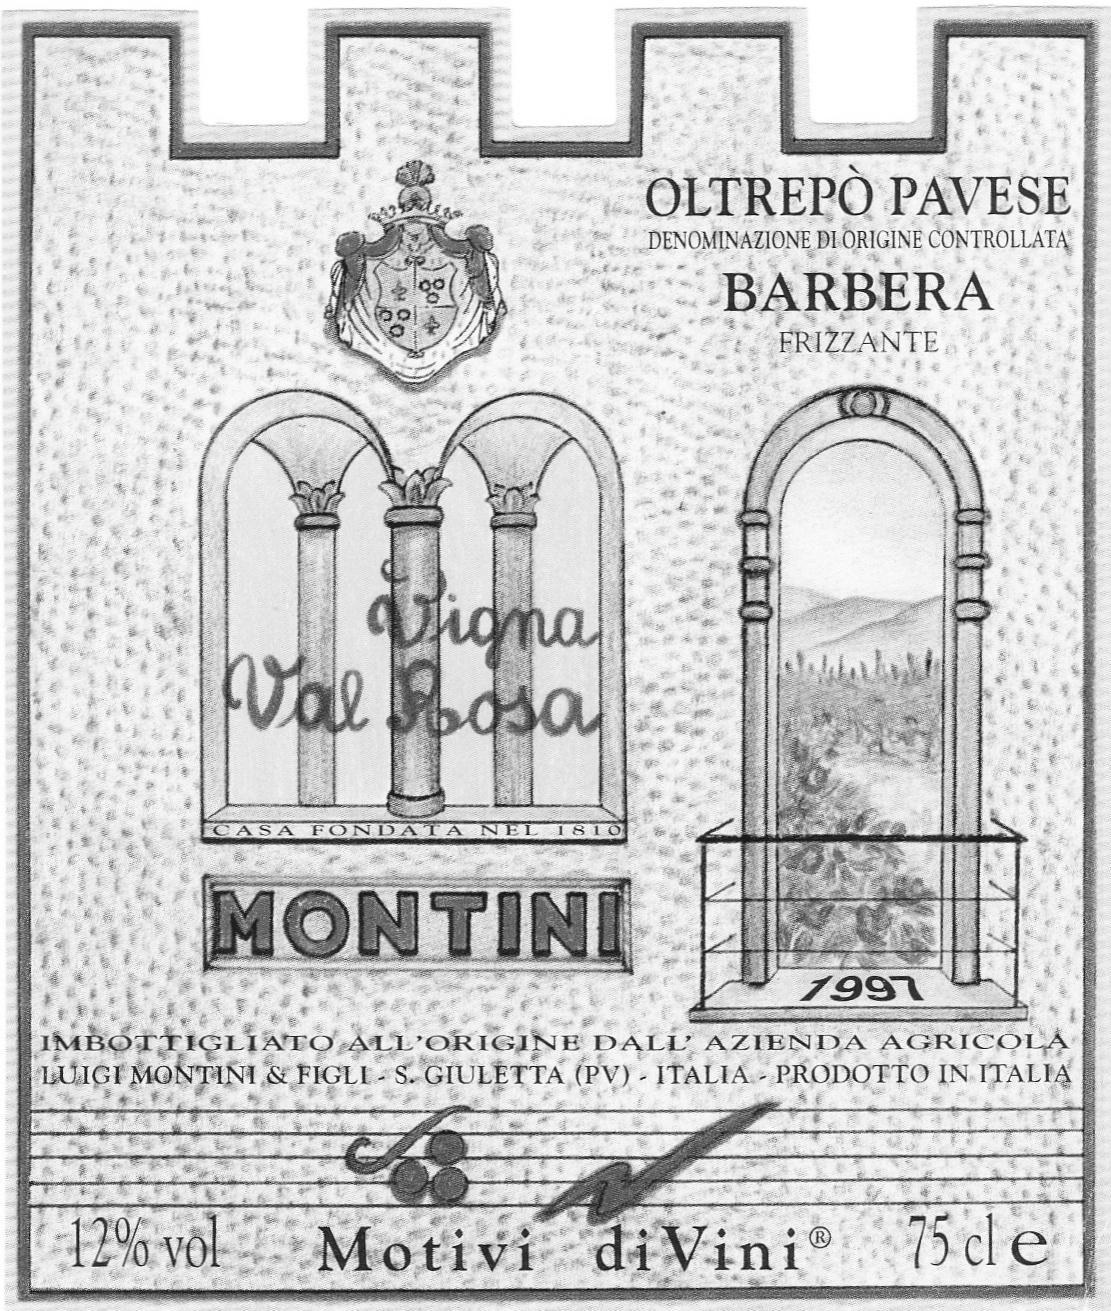 OLTREPÒ PAVESE
DENOMINAZIONE DI ORIGINE CONTROLLATA
BARBERA
FRIZZANTE
Vigna
Val Rosa
CASA FONDATA NEL 1810
MONTINI
1997
IMBOTTIGLIATO ALL'ORIGINE DALL' AZIENDA AGRICOLA
LUIGI MONTINI & FIGLI - S. GIULETTA (PV) - ITALIA - PRODOTTO IN ITALIA
12% vol
Motivi diVini®
75 cl e